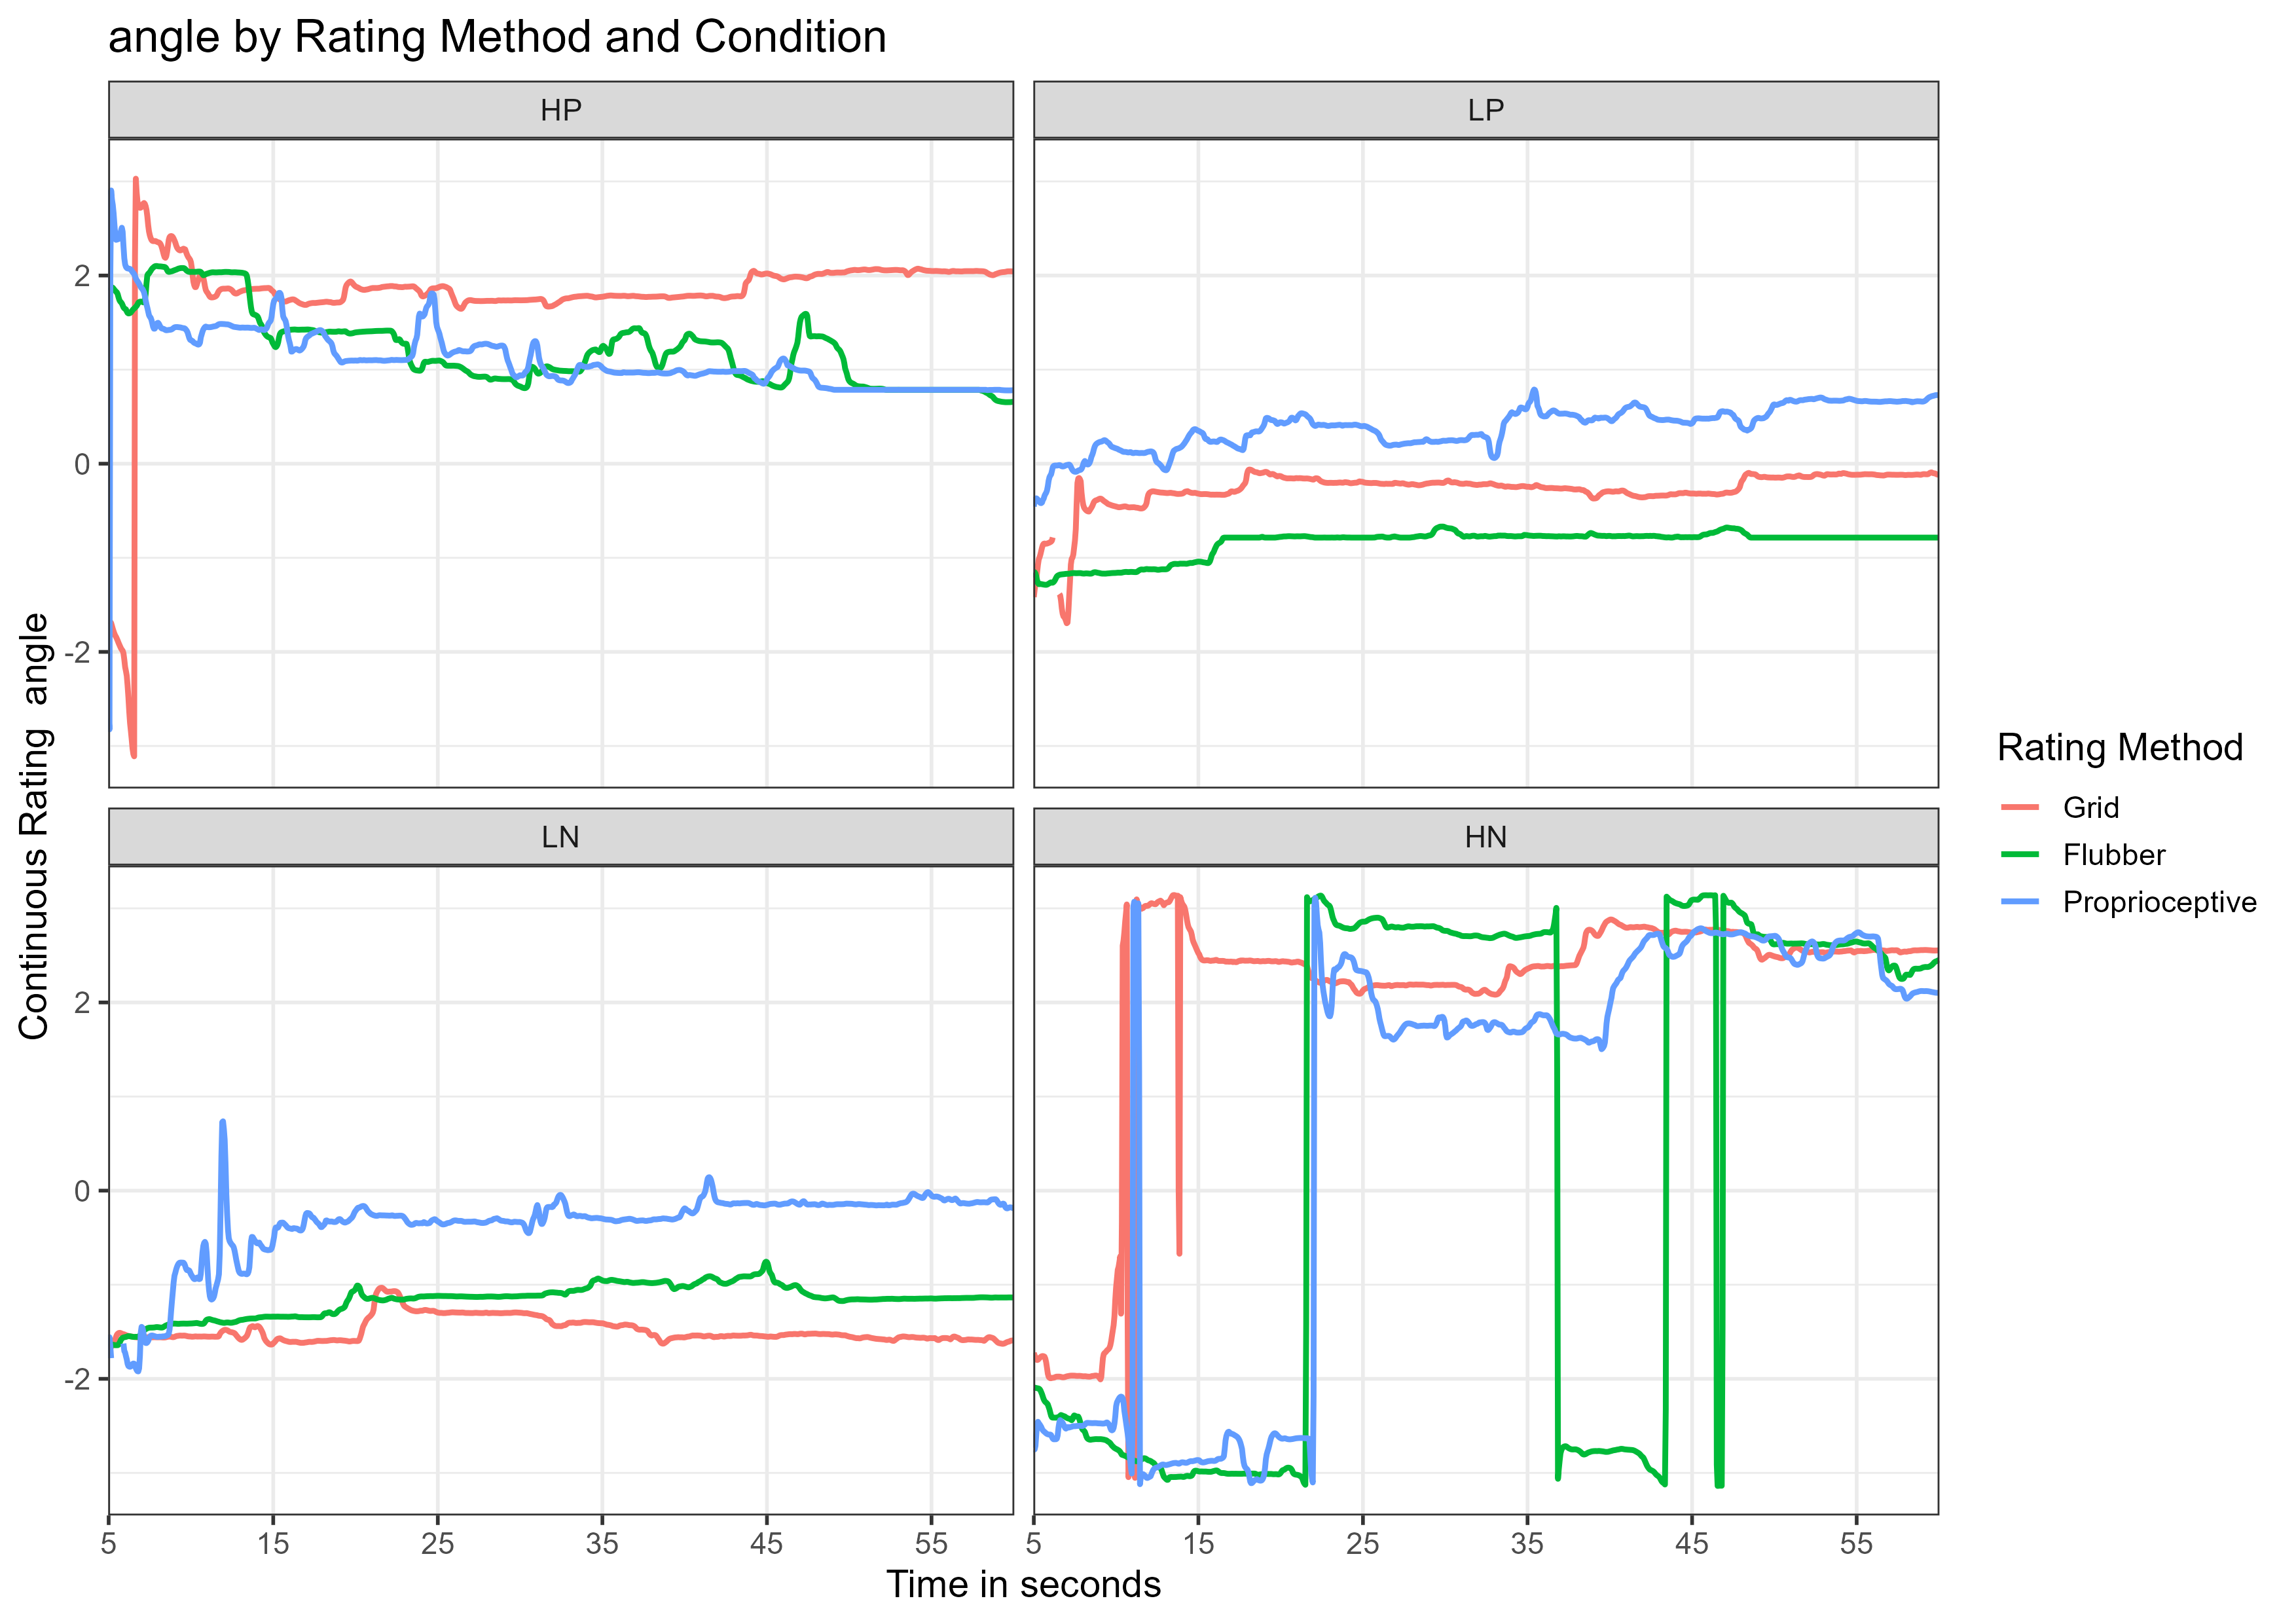 angle by Rating Method and Condition
HP
LP
2
0
-2
LN
HN
2
0
-2
5 15 25 35 45 55
5 15 25 35 45 55
Time in seconds
Continuous Rating  angle
Rating Method
Grid
Flubber
Proprioceptive